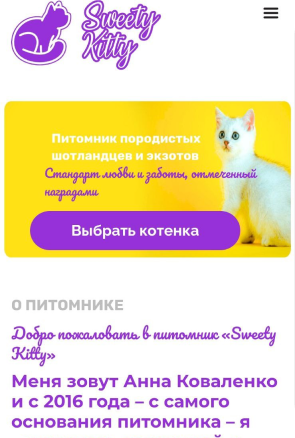 Sweety
Kitty
Питомник породистых
шотландцев и экзотов
Стандарт любви и заботы, отмеченный
наградами
Выбрать котенка
О ПИТОМНИКЕ
Добро пожаловать в питомник «Sweety
Kitty»
Меня зовут Анна Коваленко
и с 2016 года – с самого
основания питомника – я